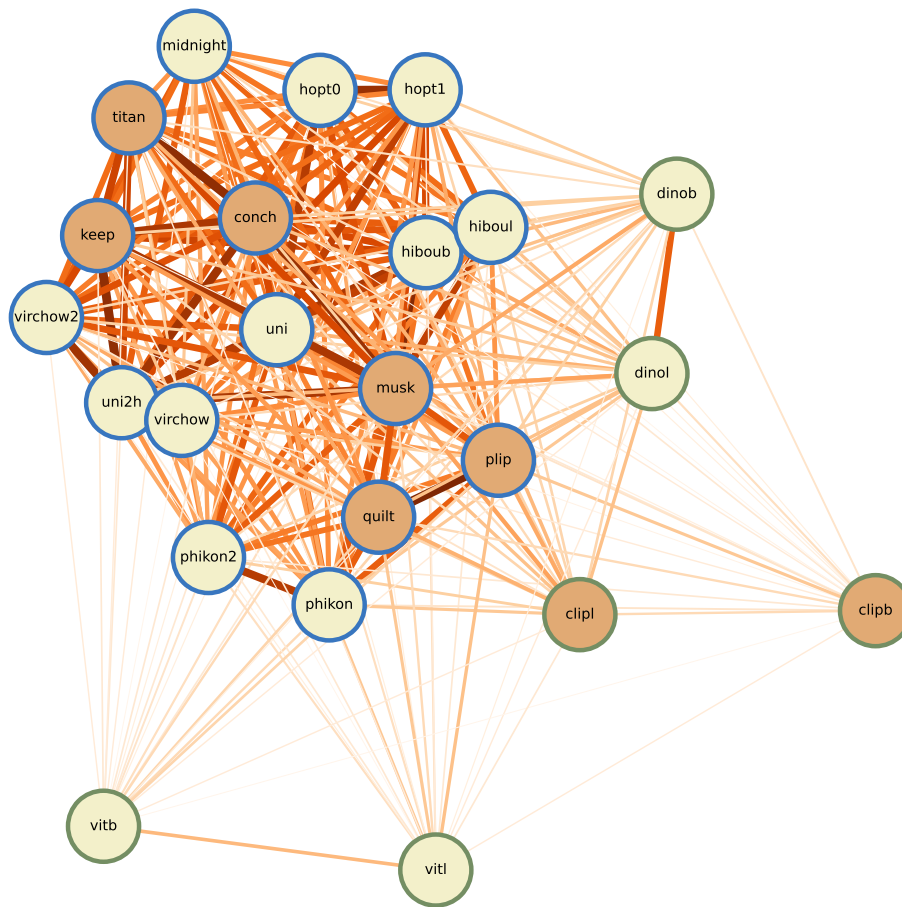 midnight
hopt0
hopt1
titan
dinob
conch
hiboul
keep
hiboub
virchow2
uni
dinol
musk
uni2h
virchow
plip
quilt
phikon2
phikon
clipl
clipb
vitb
vitl